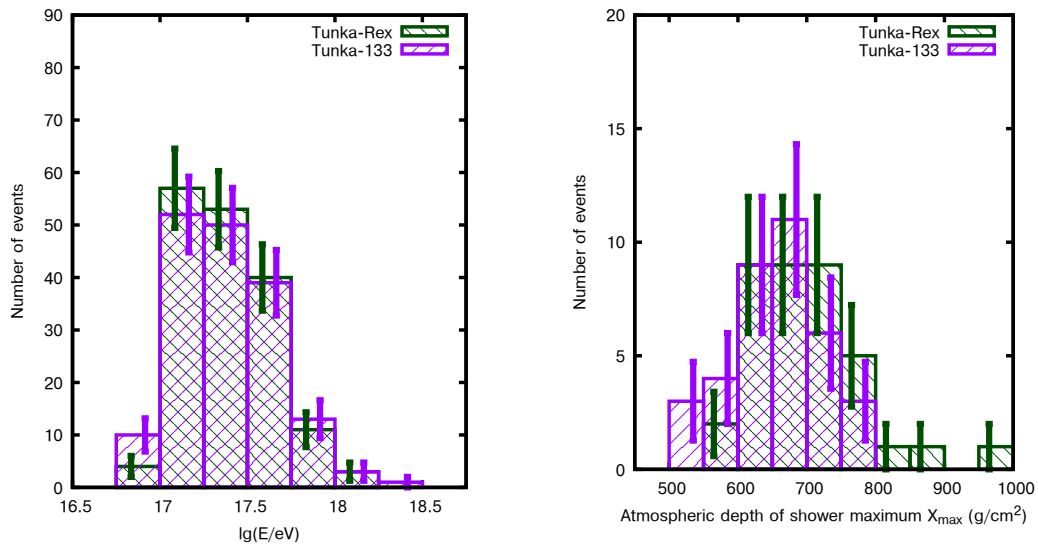 90
80
70
60
50
40
30
20
10
0
16.5 17 17.5 18 18.5
Number of events
lg(E/eV)
Tunka-Rex
Tunka-133
20
15
10
5
0
500 600 700 800 900 1000
Number of events
Atmospheric depth of shower maximum Xmax (g/cm²)
Tunka-Rex
Tunka-133